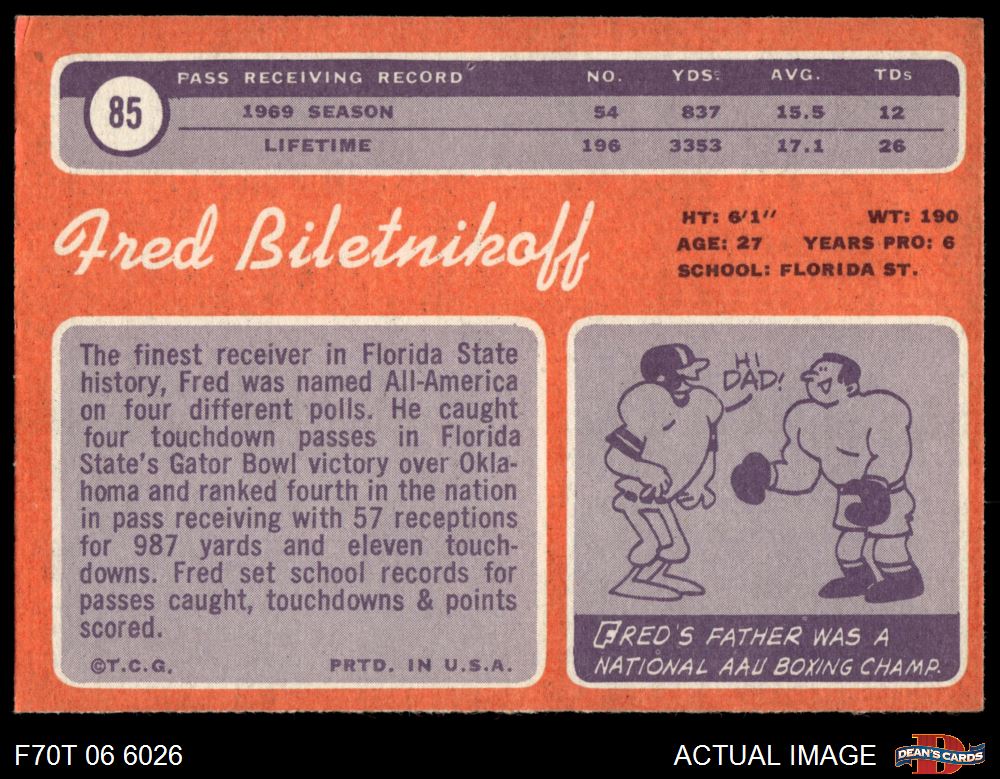 85
PASS RECEIVING RECORD NO. YDS. AVG. TDs
1969 SEASON 54 837 15.5 12
LIFETIME 196 3353 17.1 26
Fred Biletnikoff
HT: 6'1" WT: 190
AGE: 27 YEARS PRO: 6
SCHOOL: FLORIDA ST.
The finest receiver in Florida State
history, Fred was named All-America
on four different polls. He caught
four touchdown passes in Florida
State's Gator Bowl victory over Okla-
homa and ranked fourth in the nation
in pass receiving with 57 receptions
for 987 yards and eleven touch-
downs. Fred set school records for
passes caught, touchdowns & points
scored.
©T.C.G. PRTD. IN U.S.A.
HI
DAD!
FRED'S FATHER WAS A
NATIONAL AAU BOXING CHAMP.
F70T 06 6026 ACTUAL IMAGE
D
DEAN'S CARDS